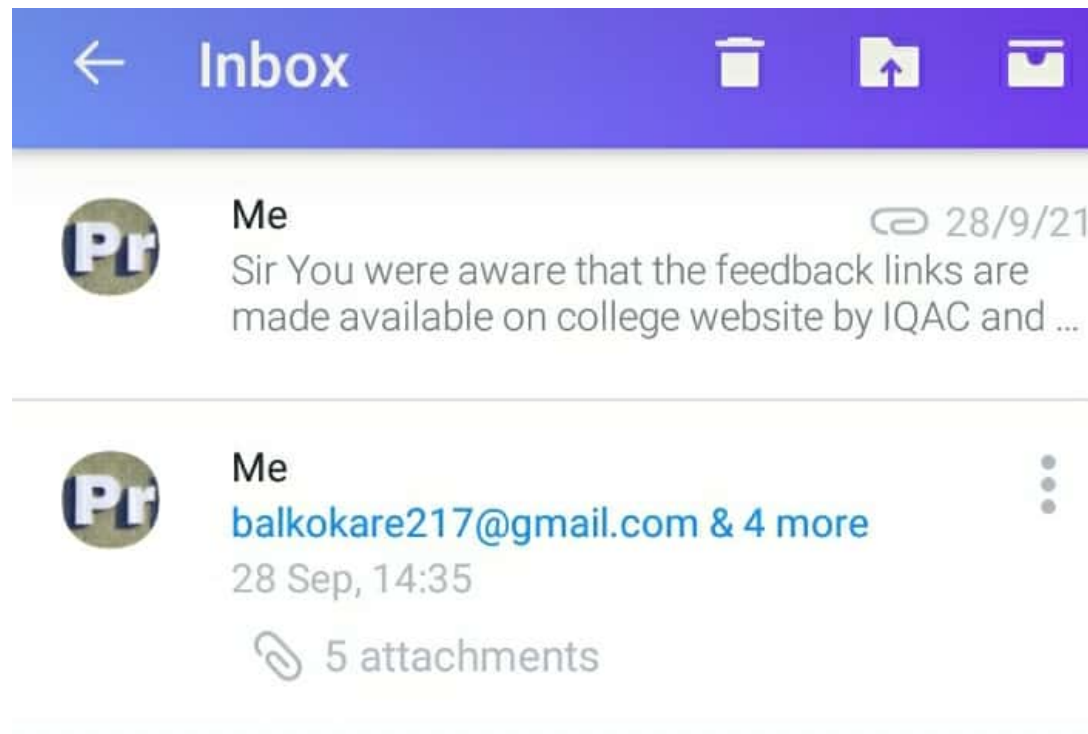 Inbox
Pr
Me
28/9/21
Sir You were aware that the feedback links are
made available on college website by IQAC and ...
Pr
Me
balkokare217@gmail.com & 4 more
28 Sep, 14:35
5 attachments